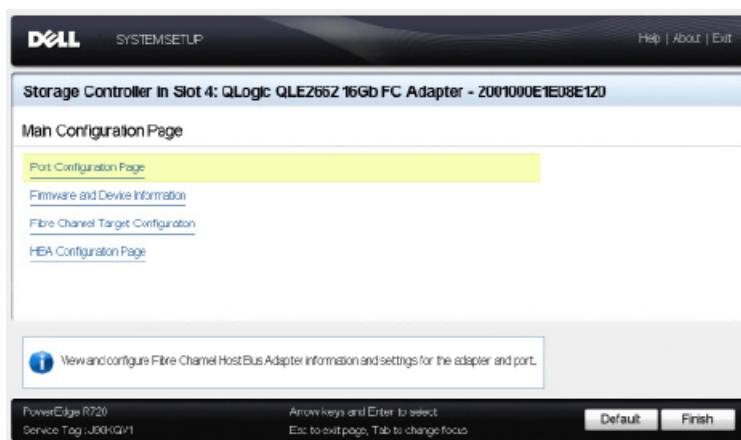 DELL SYSTEM SETUP
Help | About | Exit
Storage Controller in Slot 4: QLogic QLE2662 16Gb FC Adapter - 2001000E1E08E120
Main Configuration Page
Port Configuration Page
Firmware and Device Information
Fibre Channel Target Configuration
HBA Configuration Page
View and configure Fibre Channel Host Bus Adapter information and settings for the adapter and port.
PowerEdge R720
Service Tag :
Arrow keys and Enter to select
Esc to exit page, Tab to change focus
Default
Finish